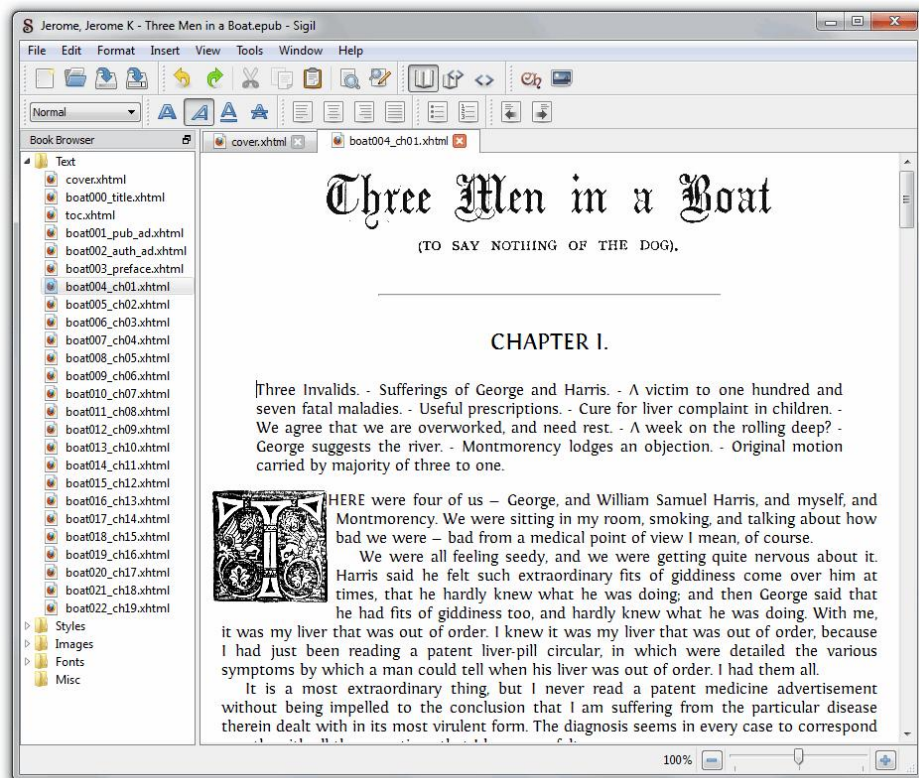 Jerome, Jerome K - Three Men in a Boat.epub - Sigil
File Edit Format Insert View Tools Window Help
Normal
Book Browser
cover.xhtml
boat004_ch01.xhtml
Text
cover.xhtml
boat000_title.xhtml
toc.xhtml
boat001_pub_ad.xhtml
boat002_auth_ad.xhtml
boat003_preface.xhtml
boat004_ch01.xhtml
boat005_ch02.xhtml
boat006_ch03.xhtml
boat007_ch04.xhtml
boat008_ch05.xhtml
boat009_ch06.xhtml
boat010_ch07.xhtml
boat011_ch08.xhtml
boat012_ch09.xhtml
boat013_ch10.xhtml
boat014_ch11.xhtml
boat015_ch12.xhtml
boat016_ch13.xhtml
boat017_ch14.xhtml
boat018_ch15.xhtml
boat019_ch16.xhtml
boat020_ch17.xhtml
boat021_ch18.xhtml
boat022_ch19.xhtml
Styles
Images
Fonts
Misc
Three Men in a Boat
(TO SAY NOTHING OF THE DOG).
CHAPTER I.
Three Invalids. - Sufferings of George and Harris. - A victim to one hundred and
seven fatal maladies. - Useful prescriptions. - Cure for liver complaint in children. -
We agree that we are overworked, and need rest. - A week on the rolling deep? -
George suggests the river. - Montmorency lodges an objection. - Original motion
carried by majority of three to one.
THERE were four of us – George, and William Samuel Harris, and myself, and
Montmorency. We were sitting in my room, smoking, and talking about how
bad we were – bad from a medical point of view I mean, of course.
We were all feeling seedy, and we were getting quite nervous about it.
Harris said he felt such extraordinary fits of giddiness come over him at
times, that he hardly knew what he was doing; and then George said that
he had fits of giddiness too, and hardly knew what he was doing. With me,
it was my liver that was out of order. I knew it was my liver that was out of order, because
I had just been reading a patent liver-pill circular, in which were detailed the various
symptoms by which a man could tell when his liver was out of order. I had them all.
It is a most extraordinary thing, but I never read a patent medicine advertisement
without being impelled to the conclusion that I am suffering from the particular disease
therein dealt with in its most virulent form. The diagnosis seems in every case to correspond
100%